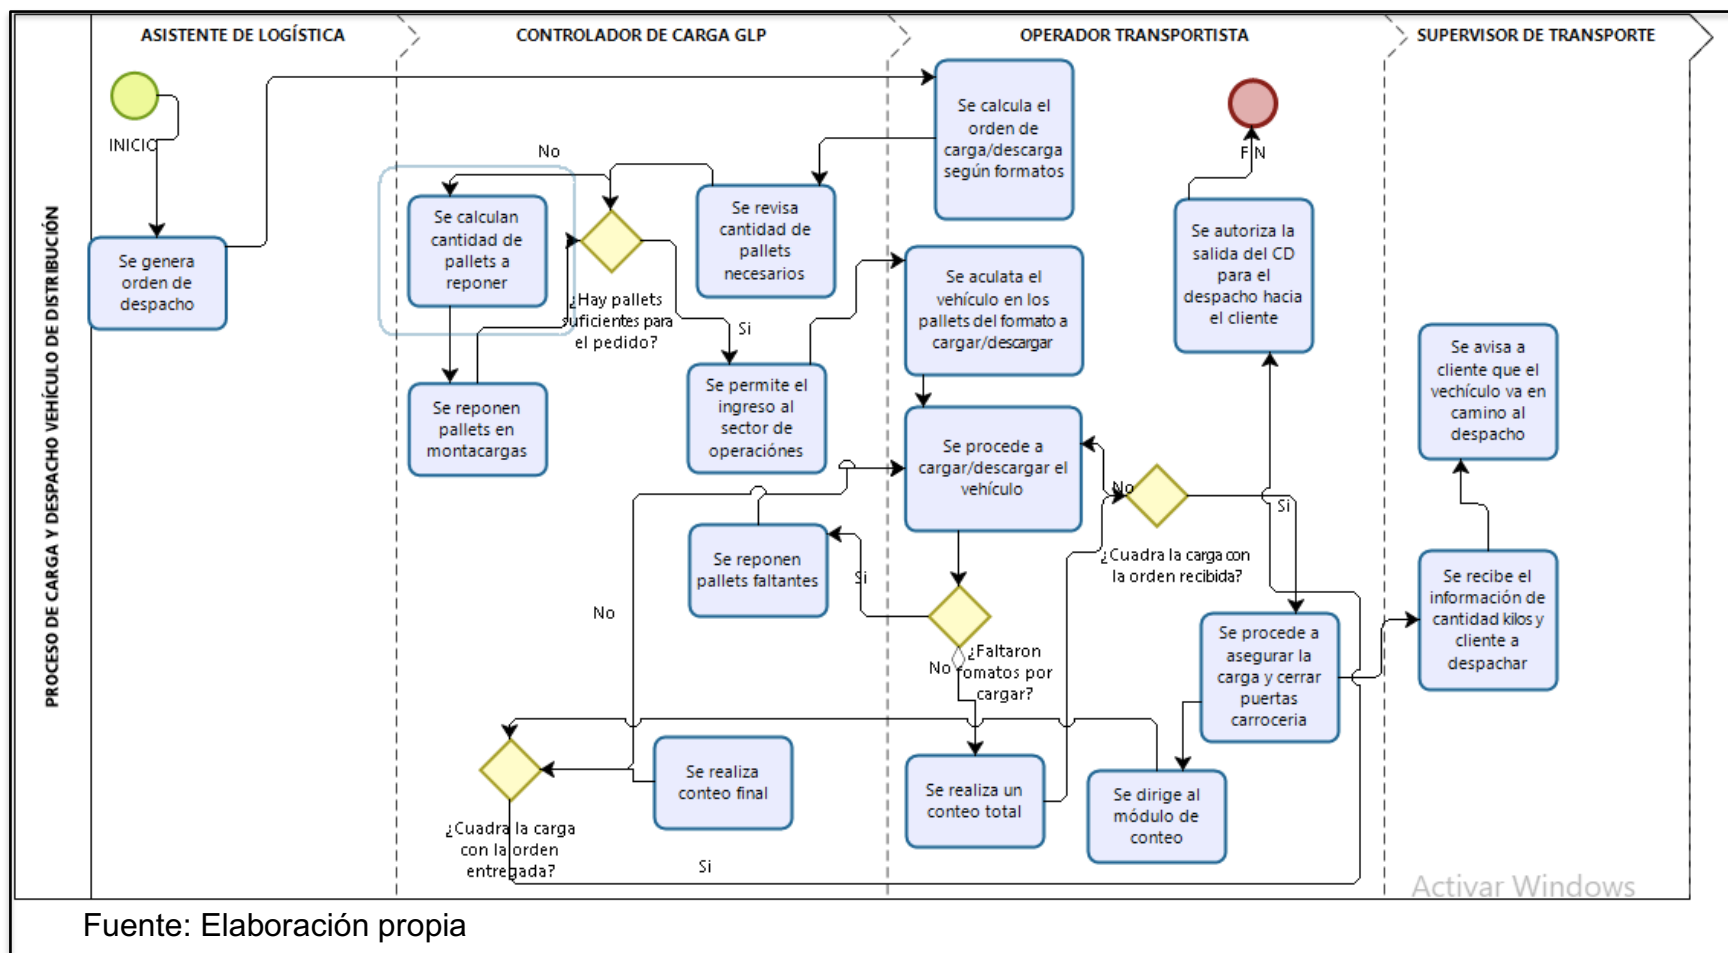 PROCESO DE CARGA Y DESPACHO VEHÍCULO DE DISTRIBUCIÓN
ASISTENTE DE LOGÍSTICA
CONTROLADOR DE CARGA GLP
OPERADOR TRANSPORTISTA
SUPERVISOR DE TRANSPORTE
INICIO
Se genera
orden de
despacho
No
Se calculan
cantidad de
pallets a
reponer
Se reponen
pallets en
montacargas
¿Hay pallets
suficientes para
el pedido?
Si
Se revisa
cantidad de
pallets
necesarios
Se permite el
ingreso al
sector de
operaciónes
Se reponen
pallets faltantes
Si
No
Se realiza
conteo final
¿Cuadra la carga
con la orden
entregada?
Si
Se calcula el
orden de
carga/descarga
según formatos
Se aculata el
vehículo en los
pallets del formato a
cargar/descargar
Se procede a
cargar/descargar el
vehículo
¿Faltaron
fomatos por
cargar?
No
Se realiza un
conteo total
No
¿Cuadra la carga con
la orden recibida?
Si
Se procede a
asegurar la
carga y cerrar
puertas
carroceria
Se dirige al
módulo de
conteo
Se autoriza la
salida del CD
para el
despacho hacia
el cliente
FIN
Se avisa a
cliente que el
vechículo va en
camino al
despacho
Se recibe el
información de
cantidad kilos y
cliente a
despachar
Activar Windows
Fuente: Elaboración propia